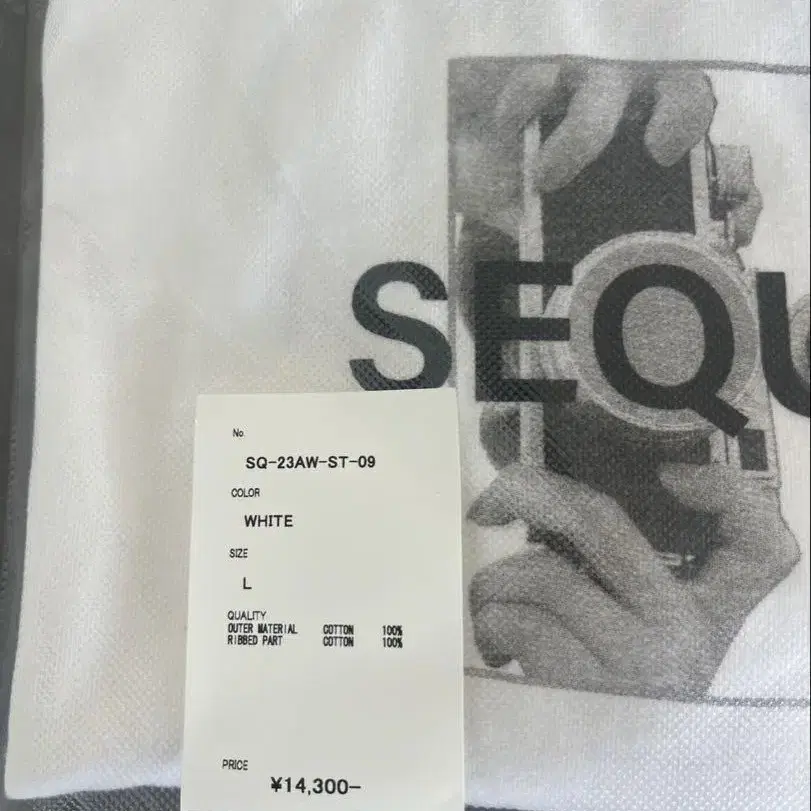 SEQU
No.
SQ-23AW-ST-09
COLOR
WHITE
SIZE
L
QUALITY
OUTER MATERIAL COTTON 100%
RIBBED PART COTTON 100%
PRICE
¥14,300-